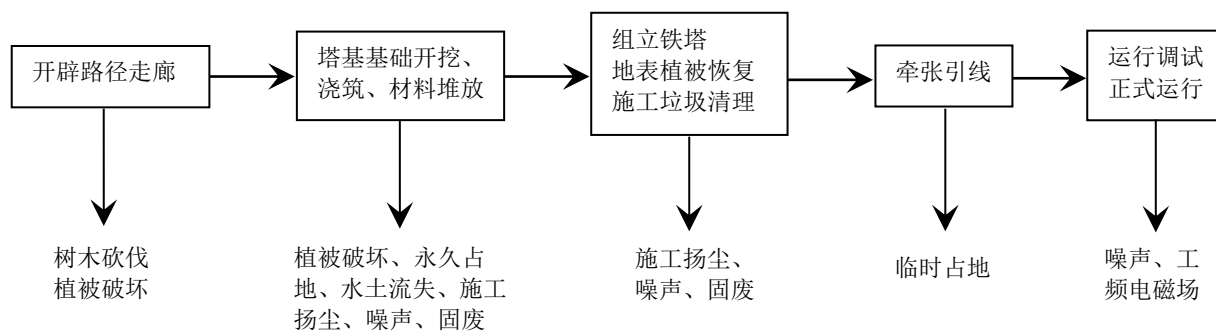 开辟路径走廊
塔基基础开挖、
浇筑、材料堆放
组立铁塔
地表植被恢复
施工垃圾清理
牵张引线
运行调试
正式运行
树木砍伐
植被破坏
植被破坏、永久占
地、水土流失、施工
扬尘、噪声、固废
施工扬尘、
噪声、固废
临时占地
噪声、工
频电磁场